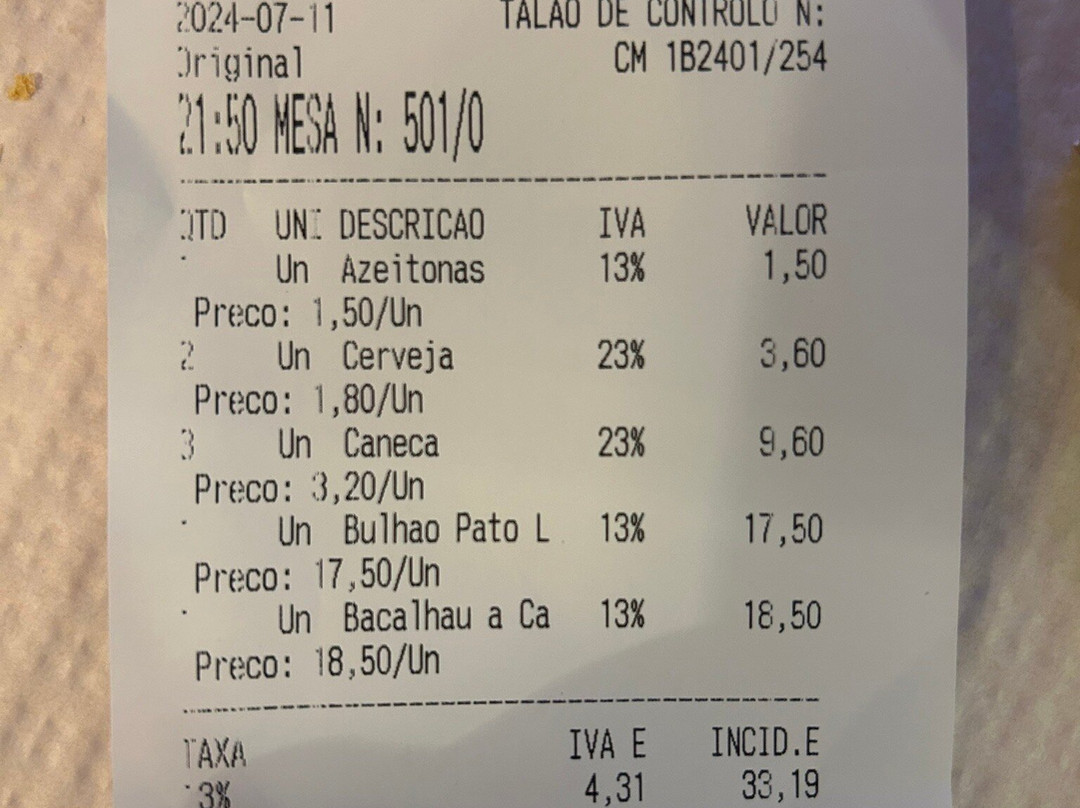 2024-07-11 TALAO DE CONTROLO N:
Original CM 1B2401/254
21:50 MESA N: 501/0
QTD UNI DESCRICAO IVA VALOR
Un Azeitonas 13% 1,50
Preco: 1,50/Un
2 Un Cerveja 23% 3,60
Preco: 1,80/Un
3 Un Caneca 23% 9,60
Preco: 3,20/Un
Un Bulhao Pato L 13% 17,50
Preco: 17,50/Un
Un Bacalhau a Ca 13% 18,50
Preco: 18,50/Un
TAXA IVA E INCID.E
13% 4,31 33,19